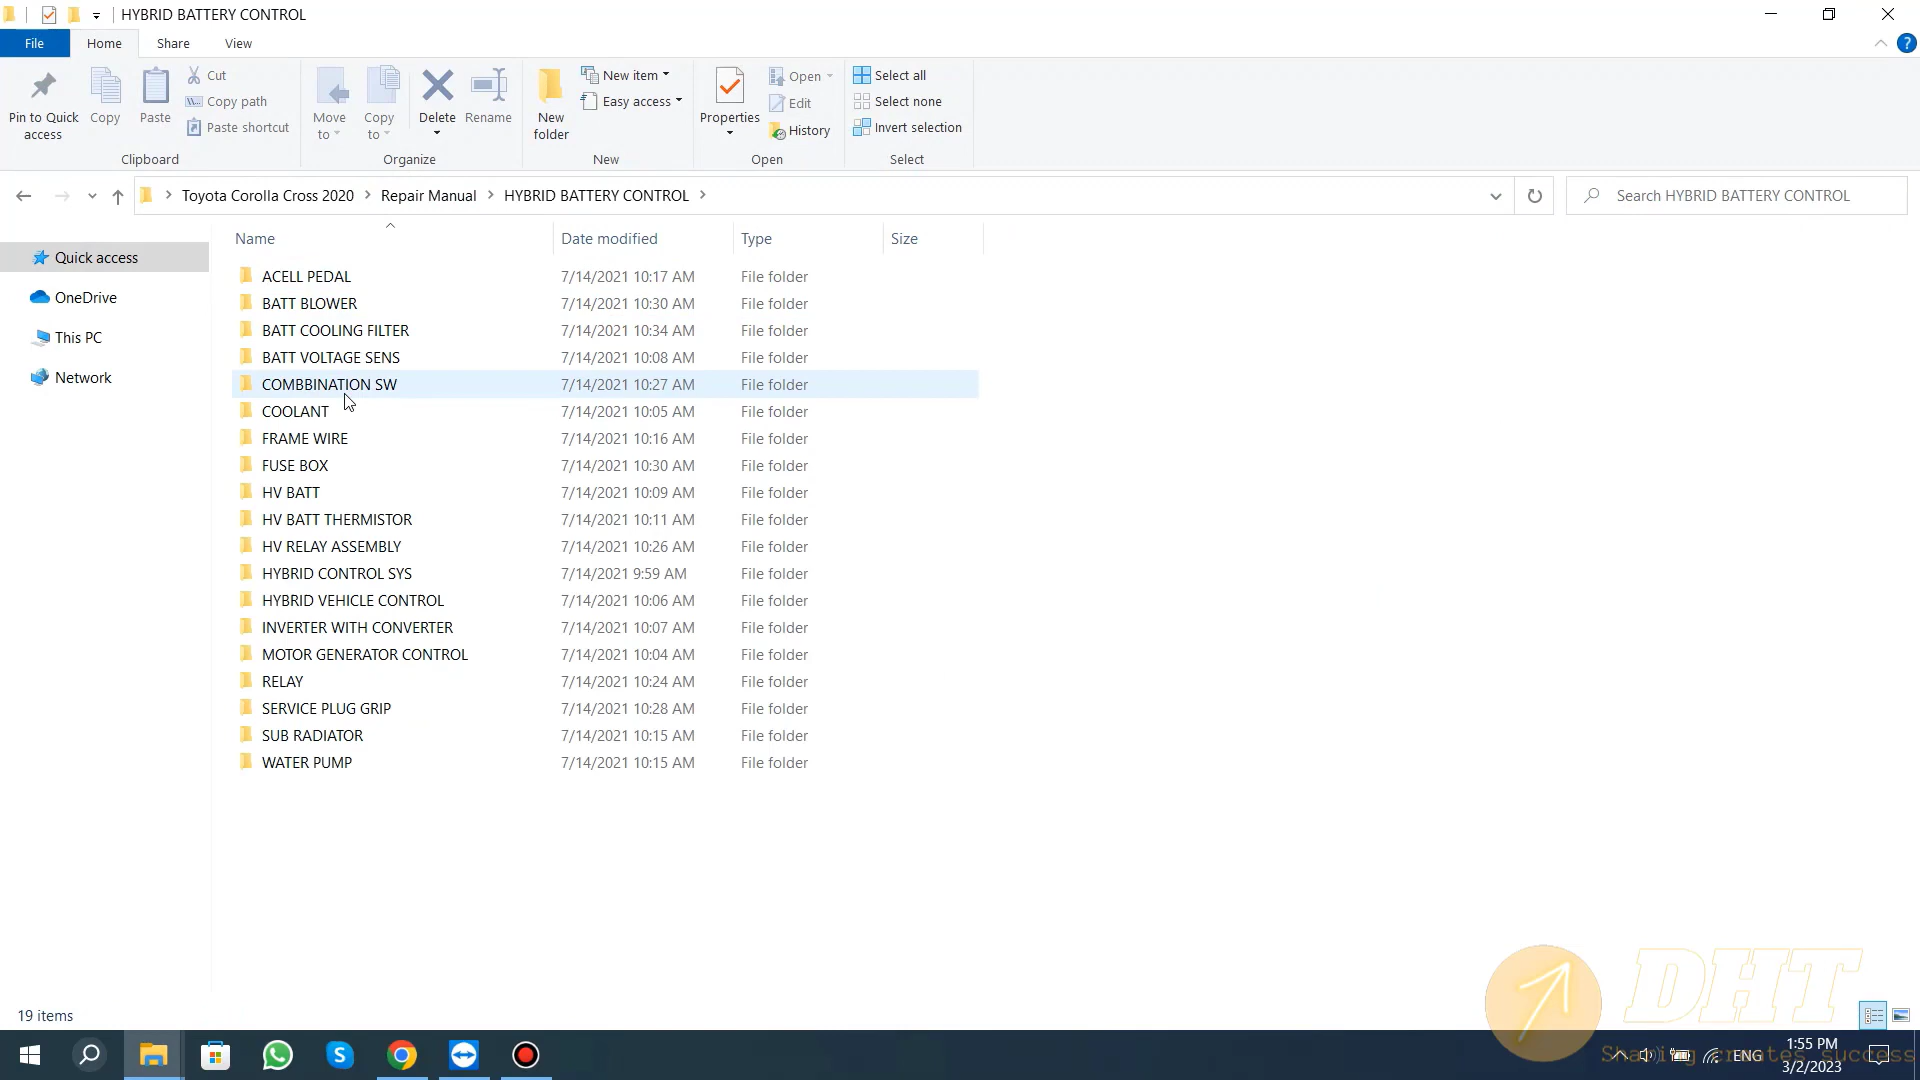 HYBRID BATTERY CONTROL
File Home Share View
Pin to Quick access
Copy
Paste
Cut
Copy path
Paste shortcut
Clipboard
Move to
Copy to
Delete
Rename
Organize
New folder
New item
Easy access
New
Properties
Open
Edit
History
Open
Select all
Select none
Invert selection
Select
Toyota Corolla Cross 2020 > Repair Manual > HYBRID BATTERY CONTROL >
Search HYBRID BATTERY CONTROL
Quick access
OneDrive
This PC
Network
Name Date modified Type Size
ACELL PEDAL 7/14/2021 10:17 AM File folder
BATT BLOWER 7/14/2021 10:30 AM File folder
BATT COOLING FILTER 7/14/2021 10:34 AM File folder
BATT VOLTAGE SENS 7/14/2021 10:08 AM File folder
COMBBINATION SW 7/14/2021 10:27 AM File folder
COOLANT 7/14/2021 10:05 AM File folder
FRAME WIRE 7/14/2021 10:16 AM File folder
FUSE BOX 7/14/2021 10:30 AM File folder
HV BATT 7/14/2021 10:09 AM File folder
HV BATT THERMISTOR 7/14/2021 10:11 AM File folder
HV RELAY ASSEMBLY 7/14/2021 10:26 AM File folder
HYBRID CONTROL SYS 7/14/2021 9:59 AM File folder
HYBRID VEHICLE CONTROL 7/14/2021 10:06 AM File folder
INVERTER WITH CONVERTER 7/14/2021 10:07 AM File folder
MOTOR GENERATOR CONTROL 7/14/2021 10:04 AM File folder
RELAY 7/14/2021 10:24 AM File folder
SERVICE PLUG GRIP 7/14/2021 10:28 AM File folder
SUB RADIATOR 7/14/2021 10:15 AM File folder
WATER PUMP 7/14/2021 10:15 AM File folder
19 items
DHT
Sharing creates success
ENG
1:55 PM
3/2/2023